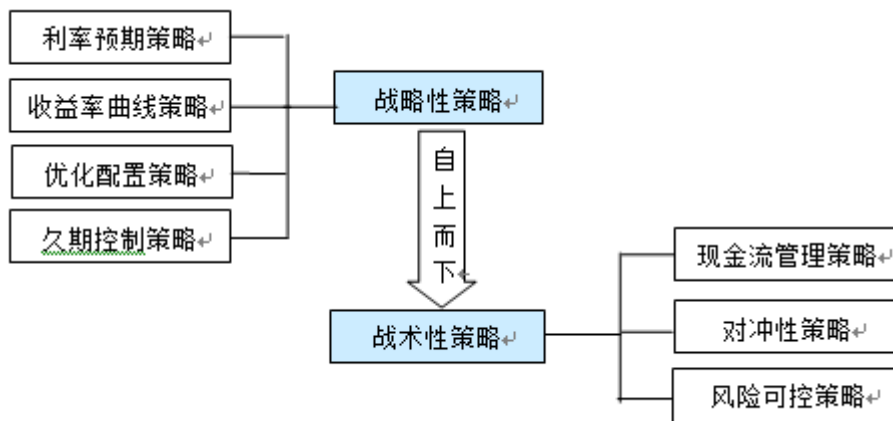 利率预期策略
收益率曲线策略
优化配置策略
久期控制策略
战略性策略
自上而下
战术性策略
现金流管理策略
对冲性策略
风险可控策略